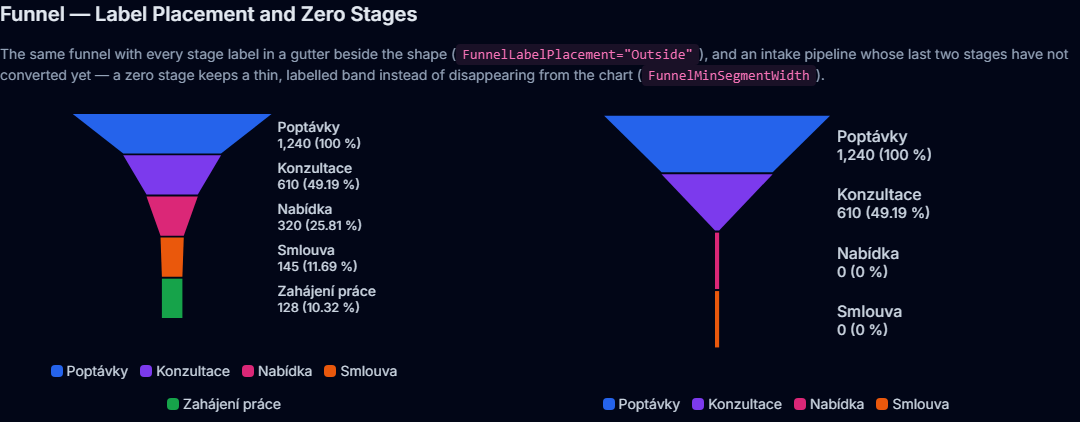 Funnel — Label Placement and Zero Stages
The same funnel with every stage label in a gutter beside the shape ( FunnelLabelPlacement="Outside" ), and an intake pipeline whose last two stages have not
converted yet — a zero stage keeps a thin, labelled band instead of disappearing from the chart ( FunnelMinSegmentWidth ).
Poptávky
1,240 (100 %)
Konzultace
610 (49.19 %)
Nabídka
320 (25.81 %)
Smlouva
145 (11.69 %)
Zahájení práce
128 (10.32 %)
Poptávky Konzultace Nabídka Smlouva
Zahájení práce
Poptávky
1,240 (100 %)
Konzultace
610 (49.19 %)
Nabídka
0 (0 %)
Smlouva
0 (0 %)
Poptávky Konzultace Nabídka Smlouva